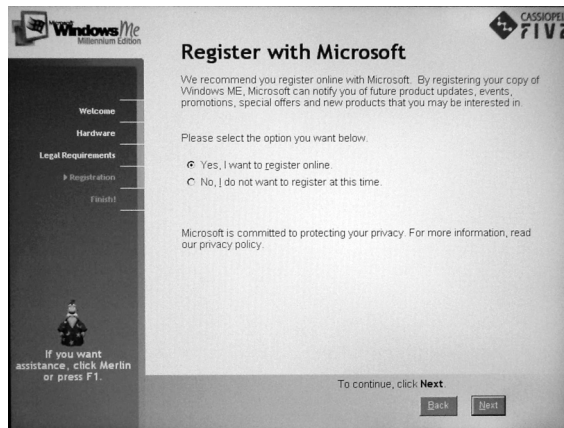 Microsoft
Windows Me
Millennium Edition
CASSIOPEI
FIVE
Register with Microsoft
We recommend you register online with Microsoft. By registering your copy of
Windows ME, Microsoft can notify you of future product updates, events,
promotions, special offers and new products that you may be interested in.
Welcome
Hardware
Legal Requirements
Registration
Finish!
Please select the option you want below.
Yes, I want to register online.
No, I do not want to register at this time.
Microsoft is committed to protecting your privacy. For more information, read
our privacy policy.
If you want
assistance, click Merlin
or press F1.
To continue, click Next.
Back
Next